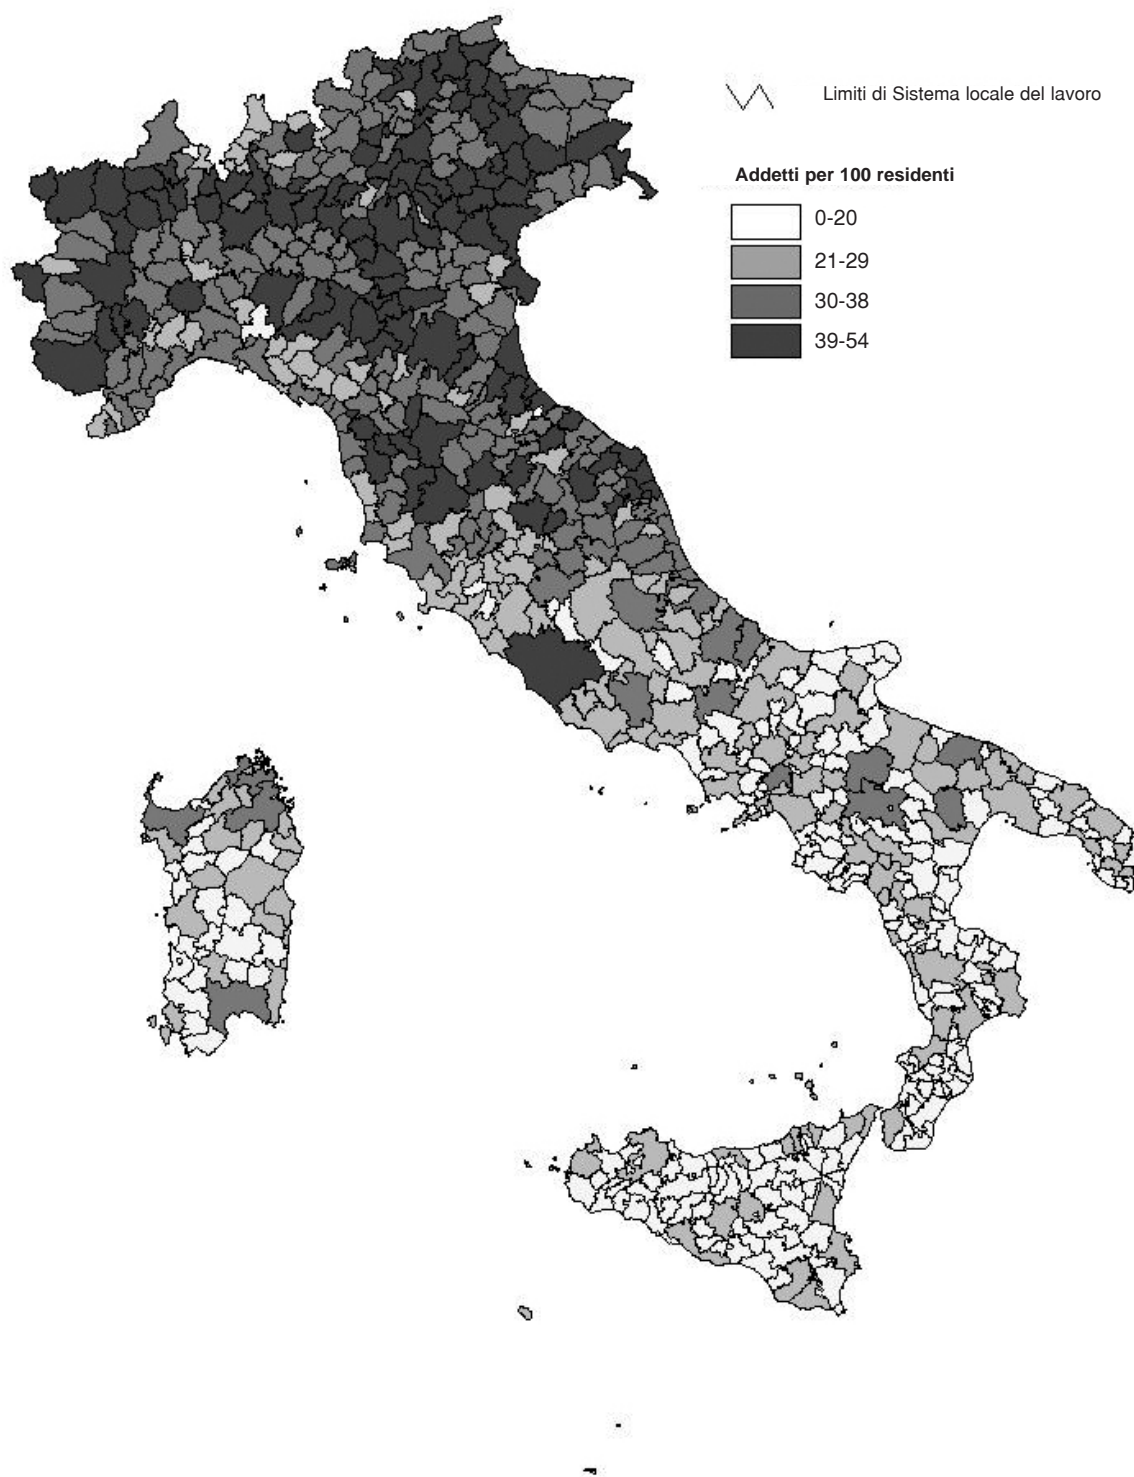 Limiti di Sistema locale del lavoro
Addetti per 100 residenti
0-20
21-29
30-38
39-54